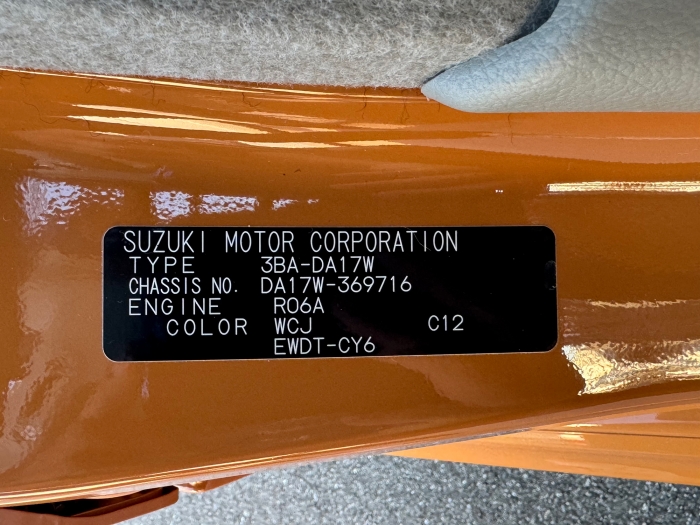 SUZUKI MOTOR CORPORATION
TYPE 3BA-DA17W
CHASSIS NO. DA17W-369716
ENGINE R06A
COLOR WCJ C12
EWDT-CY6